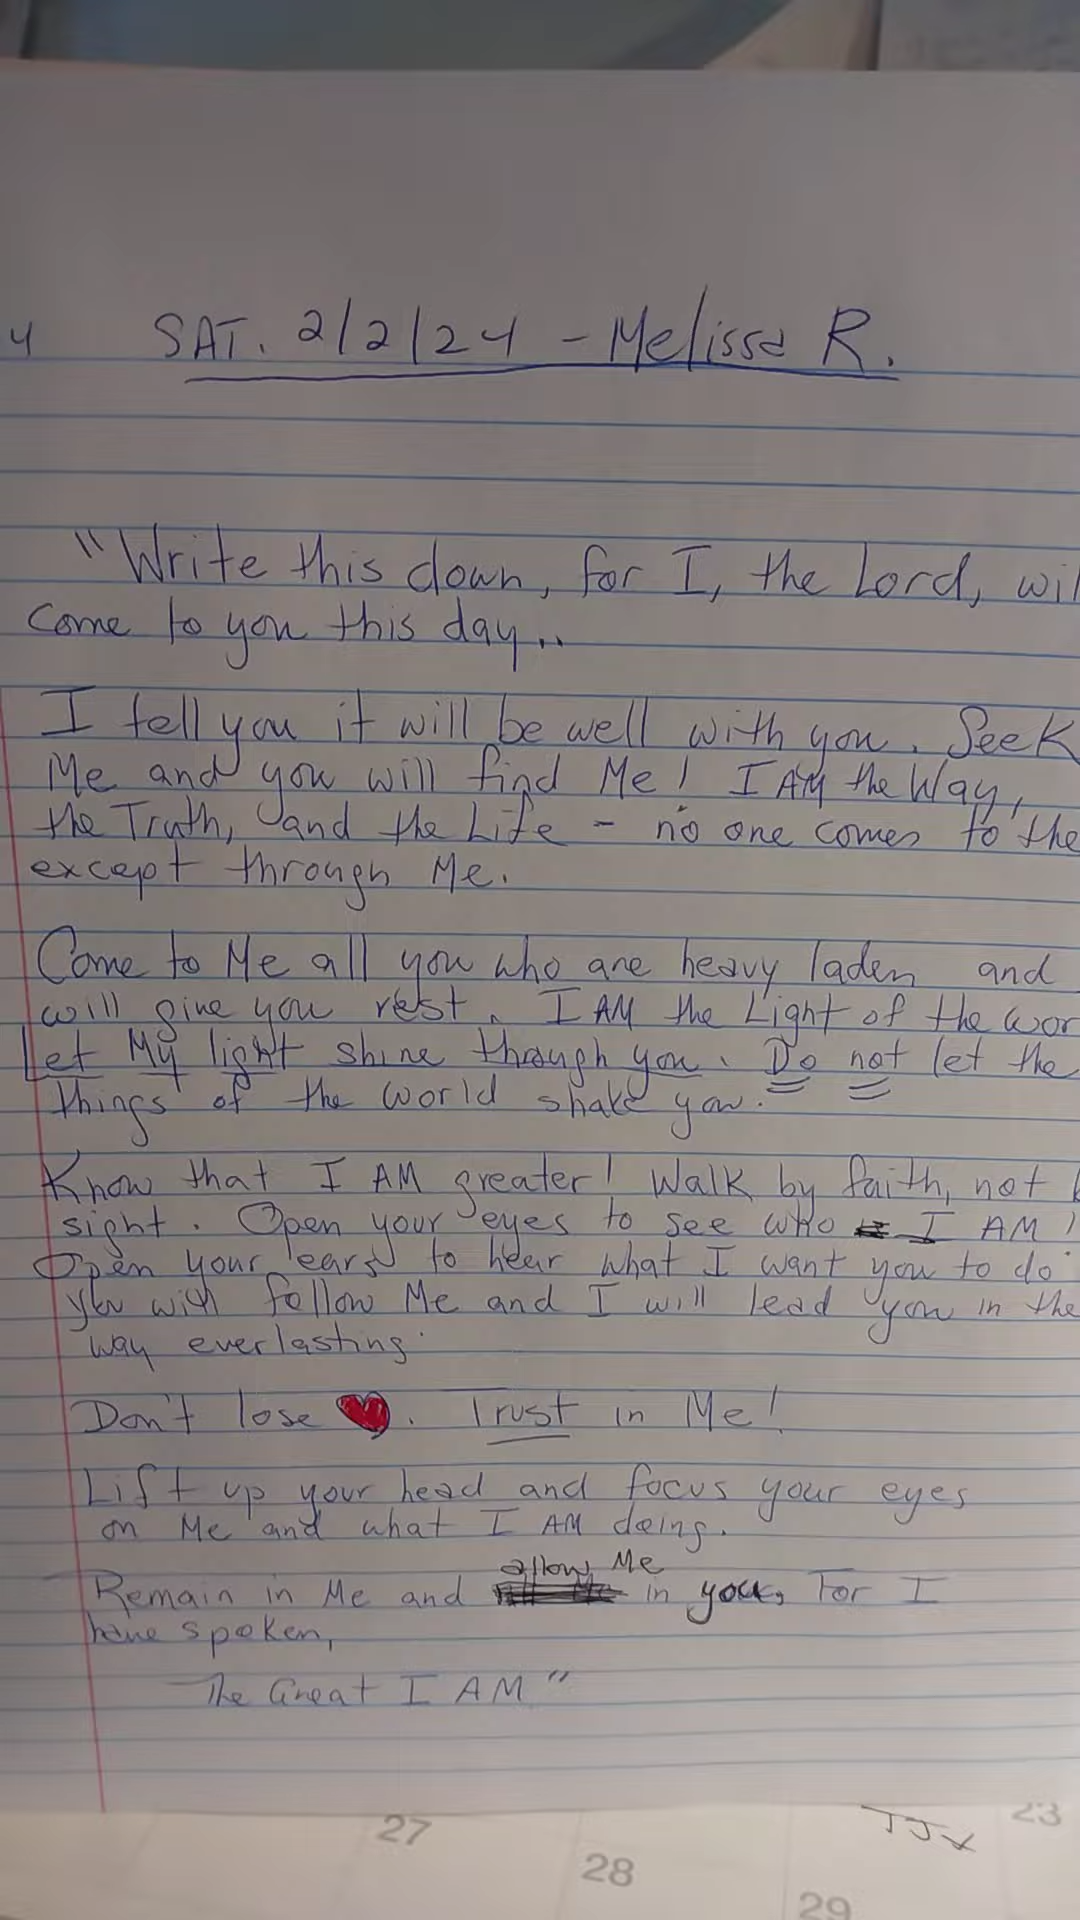 4 SAT. 2/2/24 - Melissa R.
"Write this down, for I, the Lord, wil
come to you this day..
I tell you it will be well with you. Seek
Me and you will find Me! I AM the Way,
the Truth, and the Life - no one comes to the
except through Me.
Come to Me all you who are heavy laden and
will give you rest. I AM the Light of the wor
Let My light shine through you. Do not let the
things of the world shake you.
Know that I AM greater! Walk by faith, not
sight. Open your eyes to see who I AM!
Open your ears to hear what I want you to do
you will follow Me and I will lead you in the
way everlasting.
Don't lose ❤. Trust in Me!
Lift up your head and focus your eyes
on Me and what I AM doing.
allow Me
Remain in Me and in you, For I
have spoken,
The Great I AM"
27
28
29
TJX
23